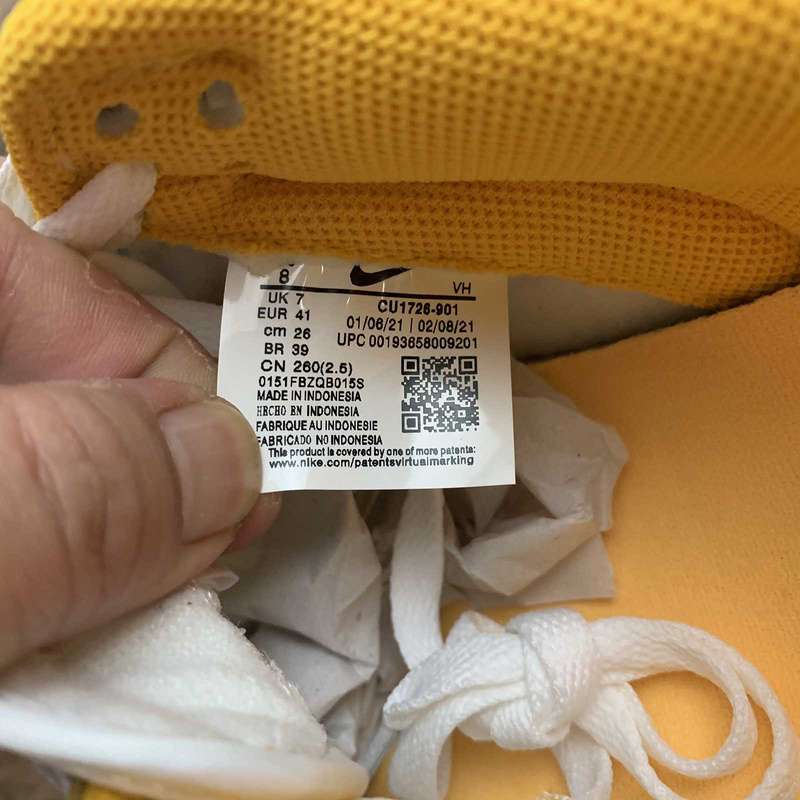 8
VH
UK 7
CU1726-901
EUR 41
01/06/21 | 02/08/21
cm 26
UPC 00193658009201
BR 39
CN 260(2.5)
0151FBZQB015S
MADE IN INDONESIA
HECHO EN INDONESIA
FABRIQUE AU INDONESIE
FABRICADO NO INDONESIA
This product is covered by one of more patents:
www.nike.com/patentsvirtualmarking